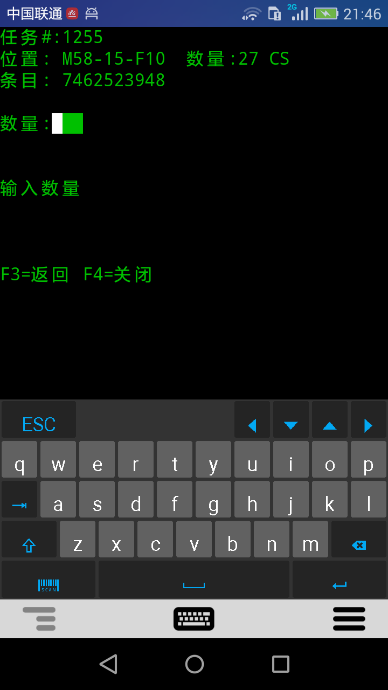 中国联通 2G 21:46
任务#:1255
位置: M58-15-F10 数量:27 CS
条目: 7462523948
数量:
输入数量
F3=返回 F4=关闭
ESC
q w e r t y u i o p
a s d f g h j k l
z x c v b n m